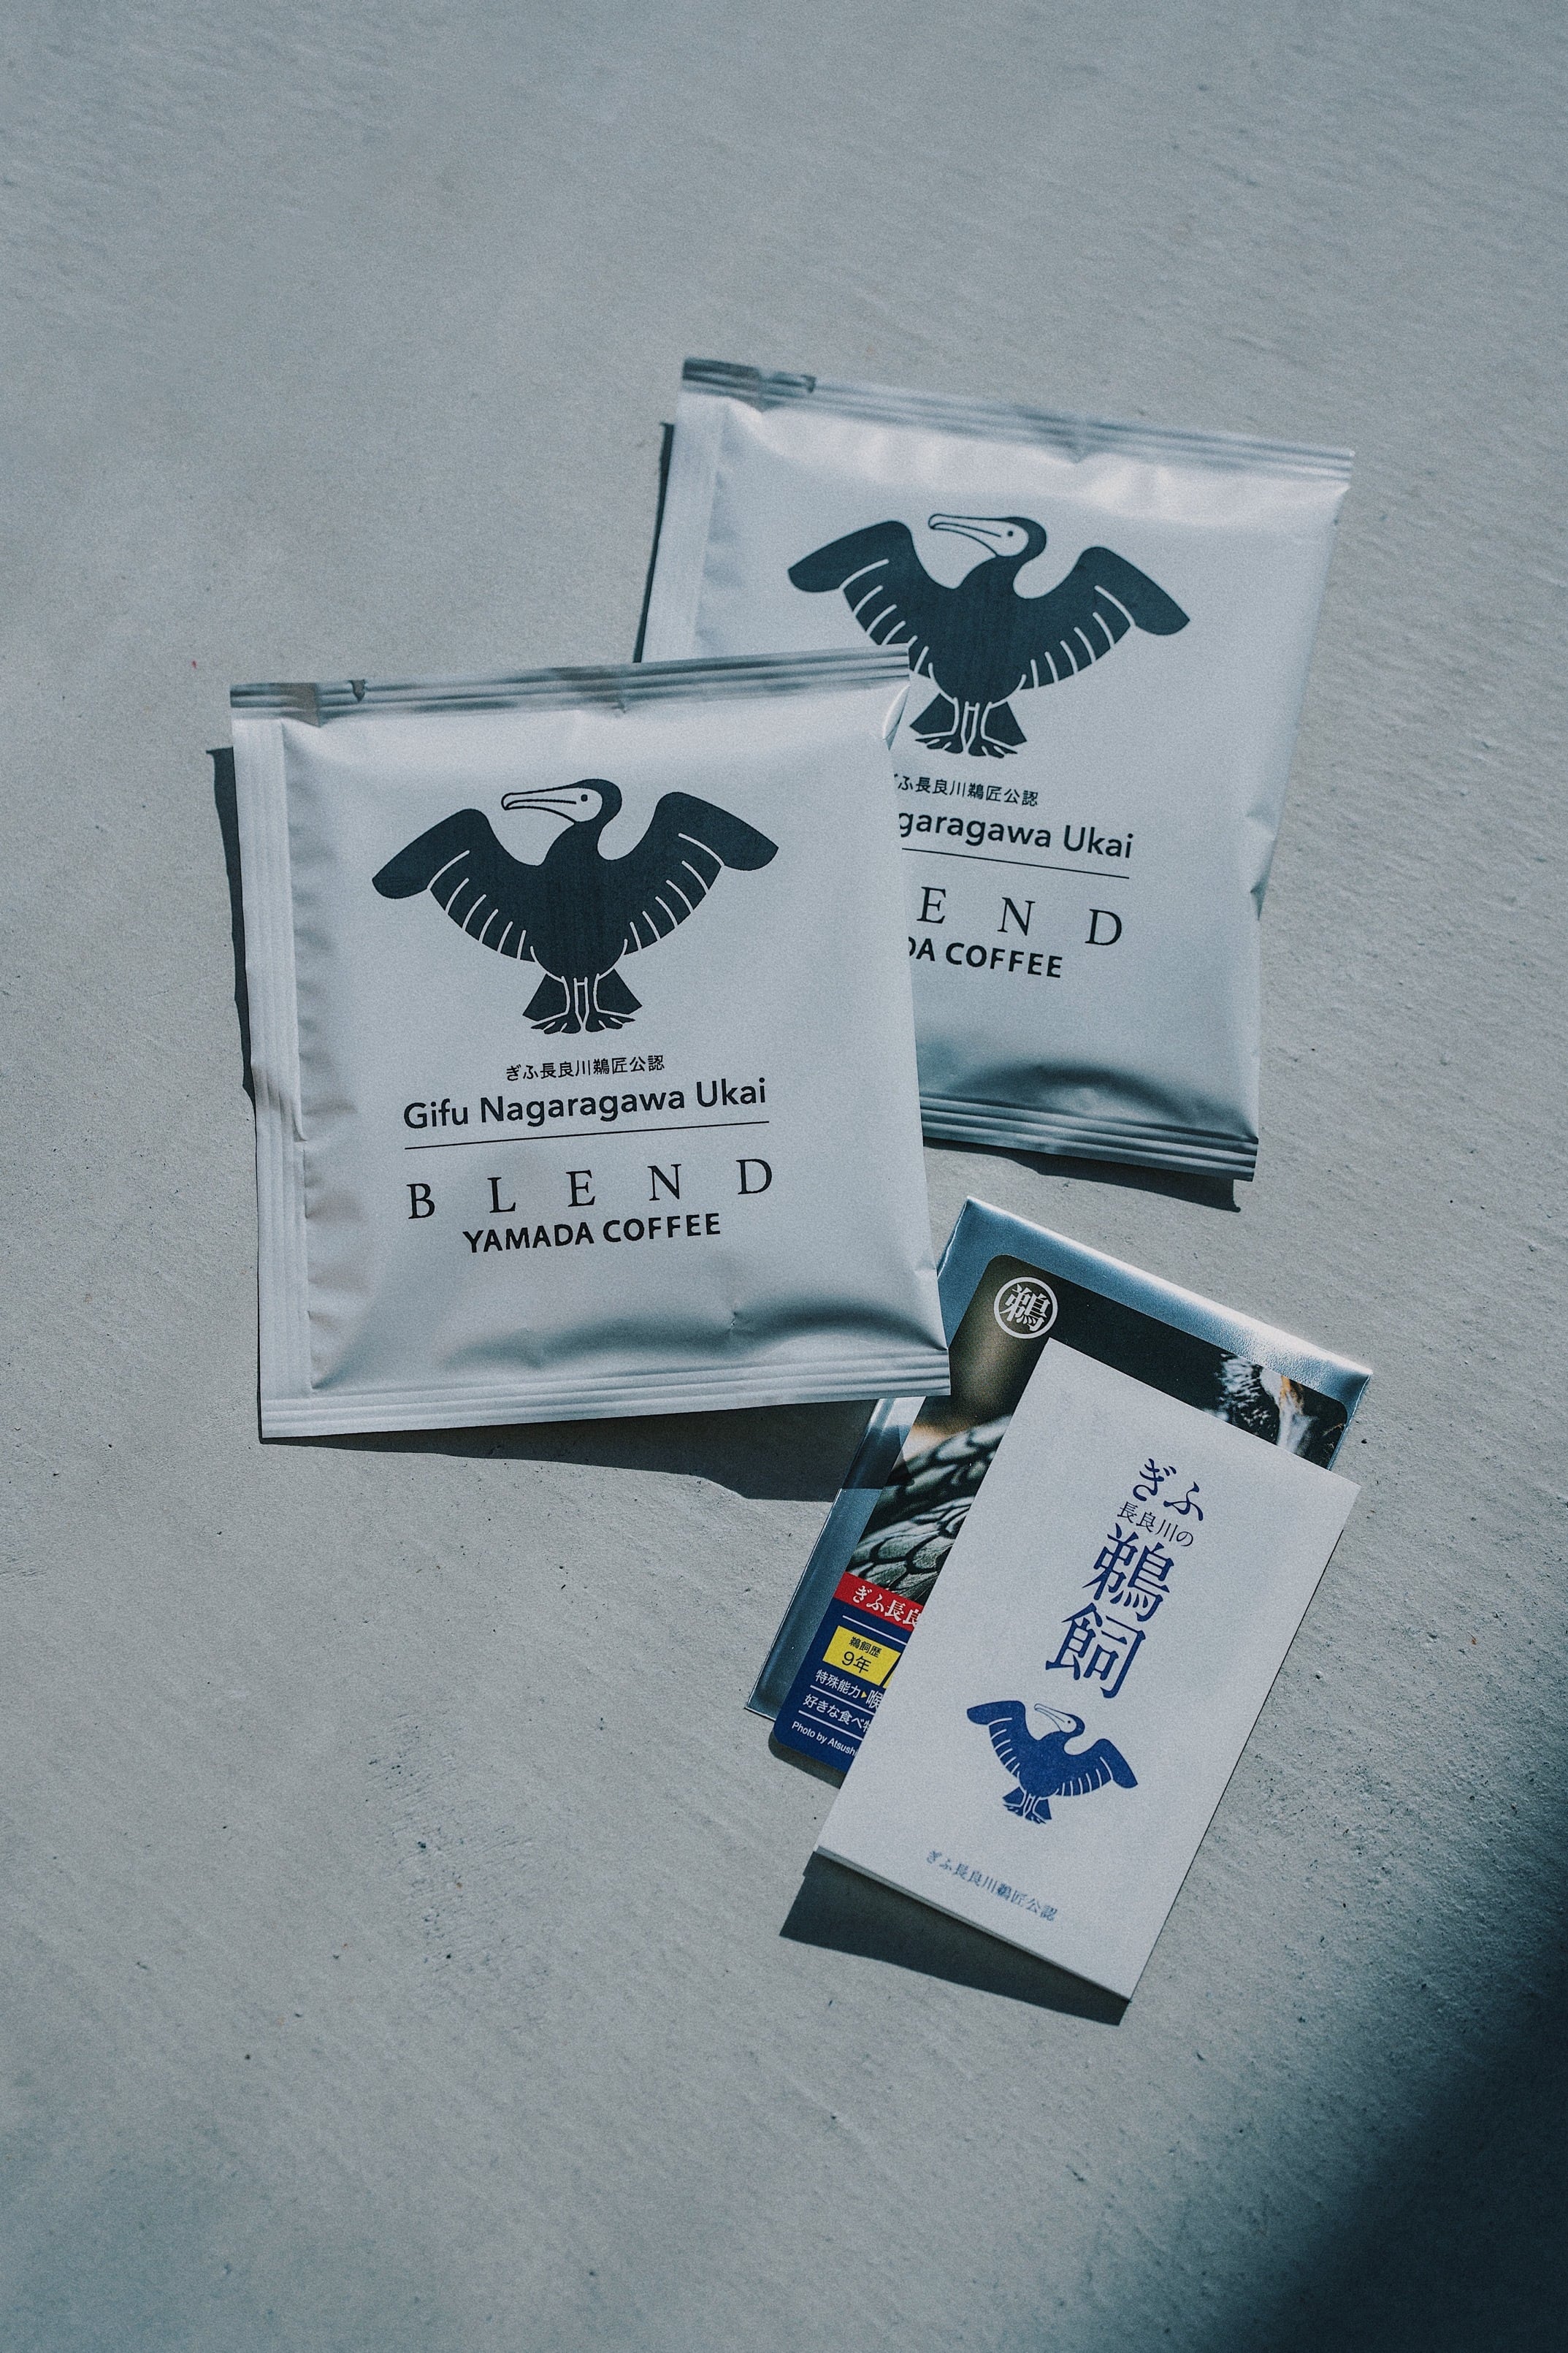 ぎふ長良川鵜匠公認
Gifu Nagaragawa Ukai
BLEND
YAMADA COFFEE
ふ長良川鵜匠公認
garagawa Ukai
END
DA COFFEE
鵜
ぎふ長良
鵜飼歴
9年
特殊能力▶喉
好きな食べ物
Photo by Atsush
ぎふ
長良川の
鵜飼
ぎふ長良川鵜匠公認